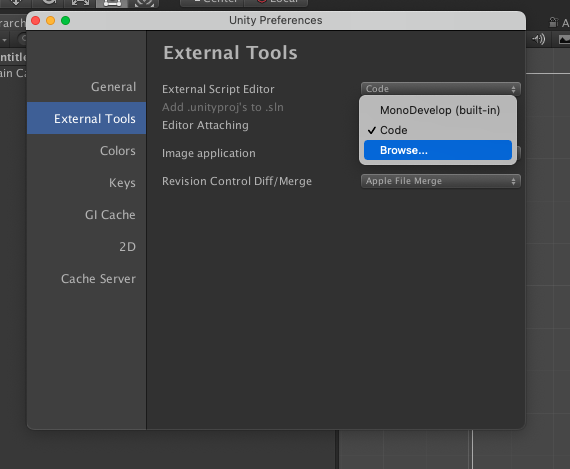 Center
Local
Unity Preferences
External Tools
General
External Tools
Colors
Keys
GI Cache
2D
Cache Server
External Script Editor
Code
Add .unityproj's to .sln
Editor Attaching
Image application
Revision Control Diff/Merge
Apple File Merge
MonoDevelop (built-in)
✓ Code
Browse...